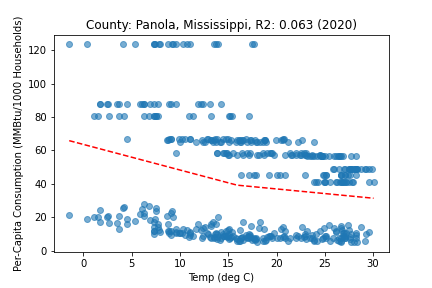 County: Panola, Mississippi, R2: 0.063 (2020)
Per-Capita Consumption (MMBtu/1000 Households)
120
100
80
60
40
20
0
0 5 10 15 20 25 30
Temp (deg C)